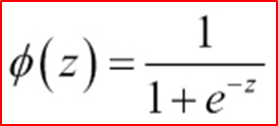 ϕ(z) = 1 / (1 + e^{-z})